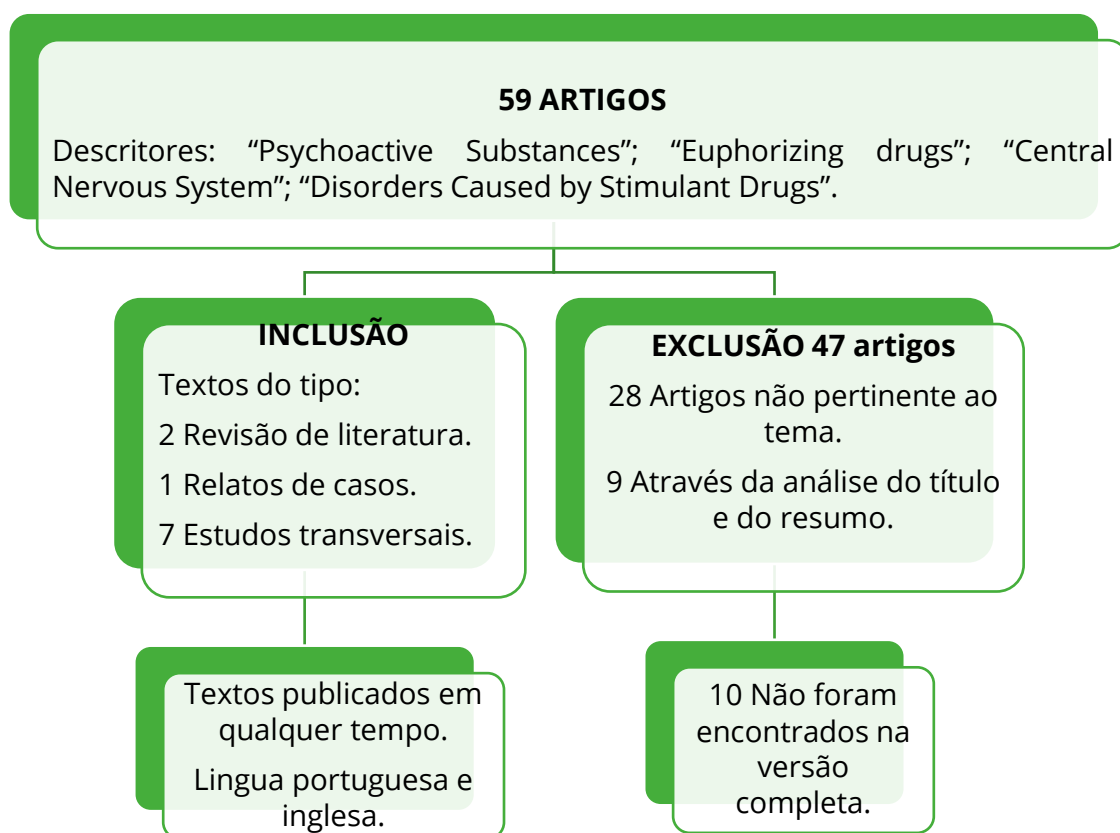 59 ARTIGOS
Descritores: “Psychoactive Substances”; “Euphorizing drugs”; “Central
Nervous System”; “Disorders Caused by Stimulant Drugs”.
INCLUSÃO
Textos do tipo:
2 Revisão de literatura.
1 Relatos de casos.
7 Estudos transversais.
EXCLUSÃO 47 artigos
28 Artigos não pertinente ao
tema.
9 Através da análise do título
e do resumo.
Textos publicados em
qualquer tempo.
Lingua portuguesa e
inglesa.
10 Não foram
encontrados na
versão
completa.